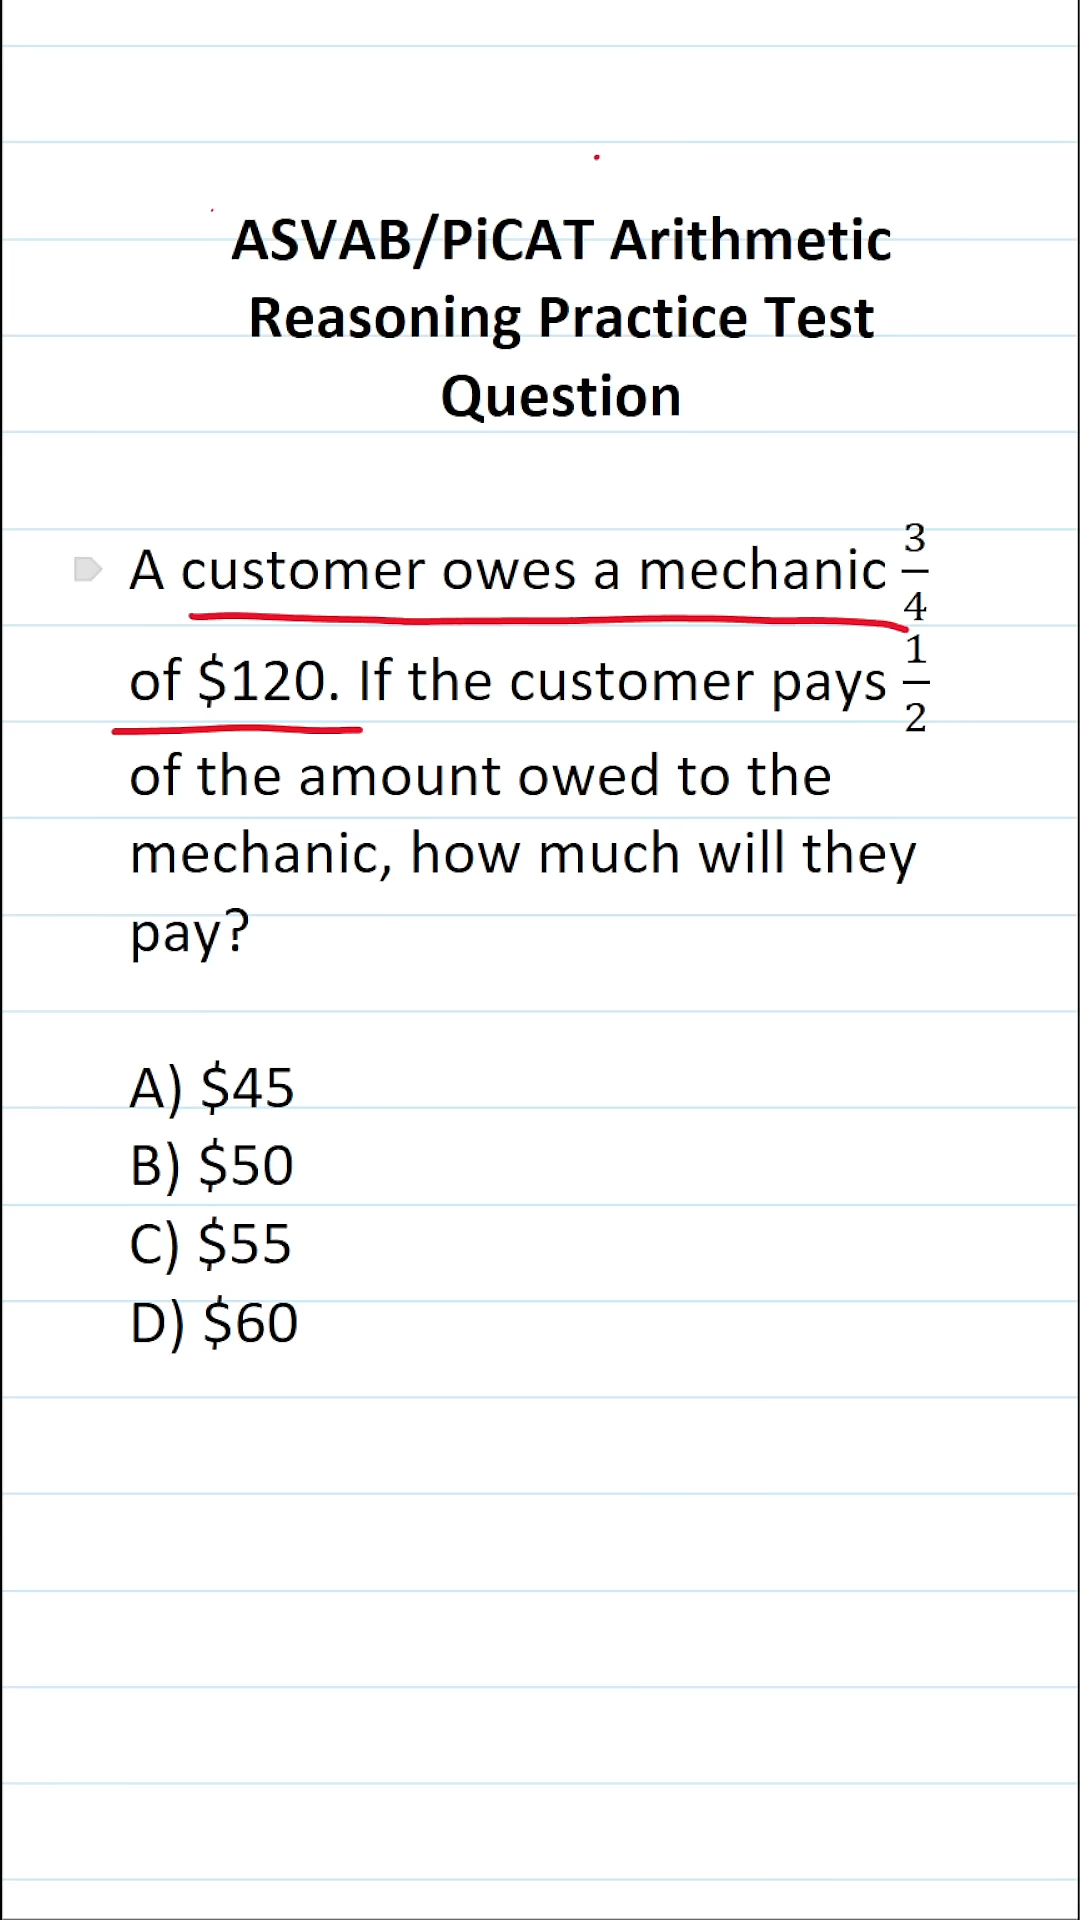 ASVAB/PiCAT Arithmetic
Reasoning Practice Test
Question
A customer owes a mechanic 3/4
of $120. If the customer pays 1/2
of the amount owed to the
mechanic, how much will they
pay?
A) $45
B) $50
C) $55
D) $60